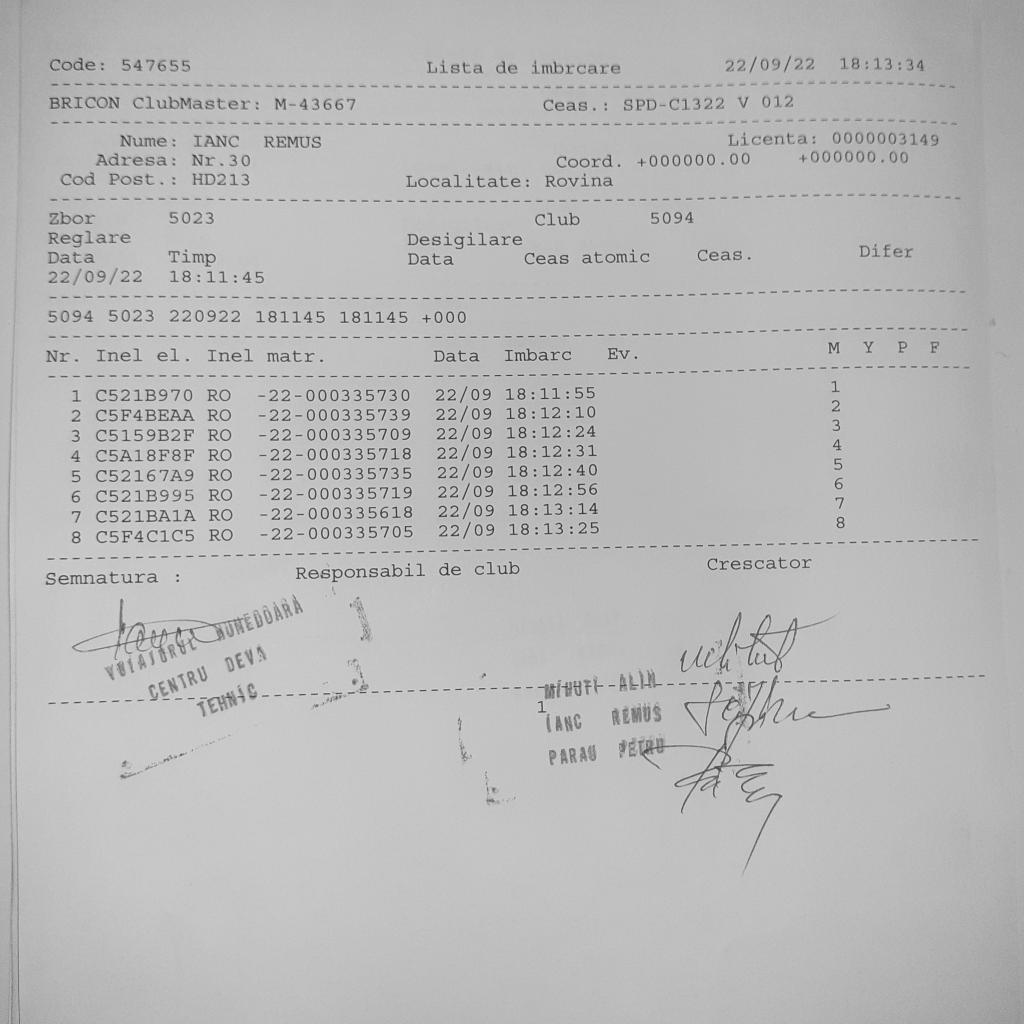 Code: 547655 Lista de imbrcare 22/09/22 18:13:34
BRICON ClubMaster: M-43667 Ceas.: SPD-C1322 V 012
Nume: IANC REMUS Licenta: 0000003149
Adresa: Nr.30 Coord. +000000.00 +000000.00
Cod Post.: HD213 Localitate: Rovina
Zbor 5023 Club 5094
Reglare Desigilare
Data Timp Data Ceas atomic Ceas. Difer
22/09/22 18:11:45
5094 5023 220922 181145 181145 +000
Nr. Inel el. Inel matr. Data Imbarc Ev. M Y P F
1 C521B970 RO -22-000335730 22/09 18:11:55 1
2 C5F4BEAA RO -22-000335739 22/09 18:12:10 2
3 C5159B2F RO -22-000335709 22/09 18:12:24 3
4 C5A18F8F RO -22-000335718 22/09 18:12:31 4
5 C52167A9 RO -22-000335735 22/09 18:12:40 5
6 C521B995 RO -22-000335719 22/09 18:12:56 6
7 C521BA1A RO -22-000335618 22/09 18:13:14 7
8 C5F4C1C5 RO -22-000335705 22/09 18:13:25 8
Semnatura : Responsabil de club Crescator
HUNEDOARA
CENTRU DEVA
TEHNIC
MIHUTI ALIN
1
IANC REMUS
PARAU PETRU